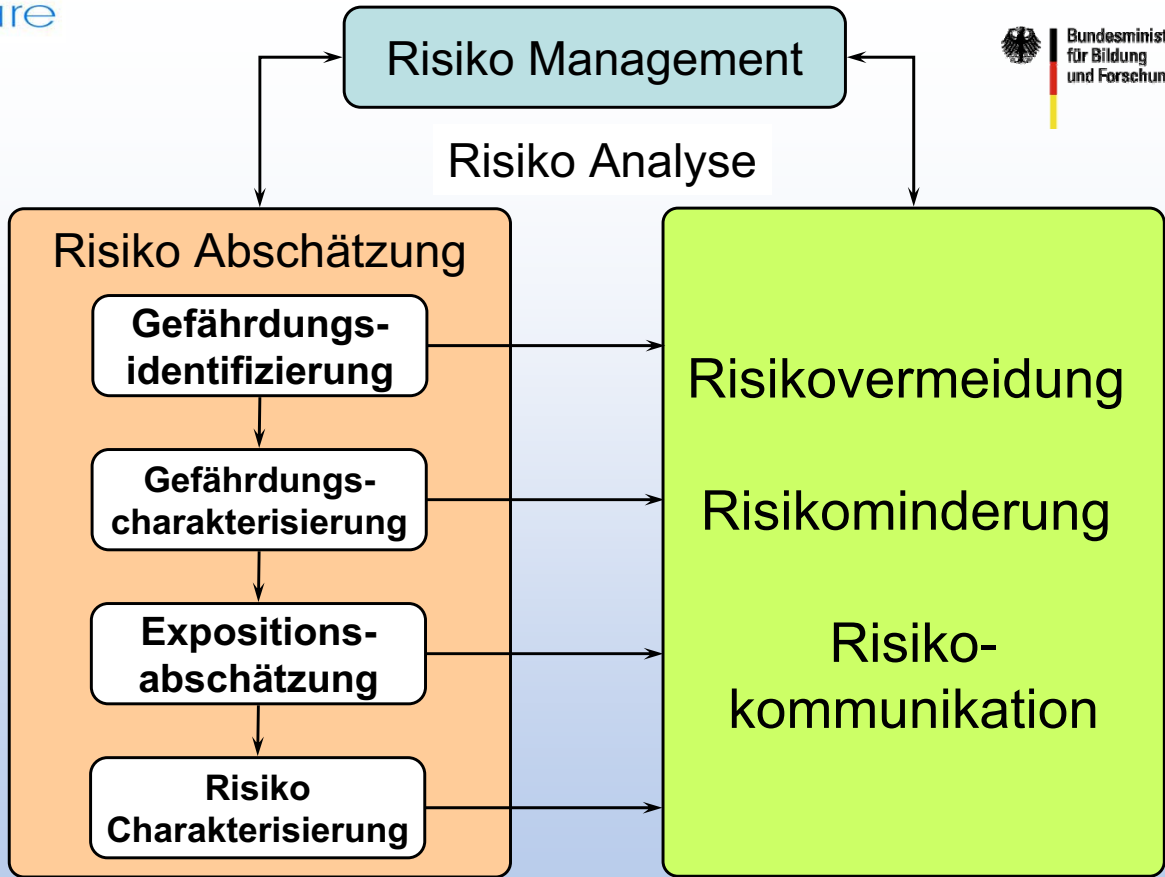 Risiko Management
für Bildung
Risiko Analyse
Risiko Abschätzung
Gefährdungs-
identifizierung
Gefährdungs-
charakterisierung
Expositions-
abschätzung
Risiko
Charakterisierung
Risikovermeidung
Risikominderung
Risiko-
kommunikation